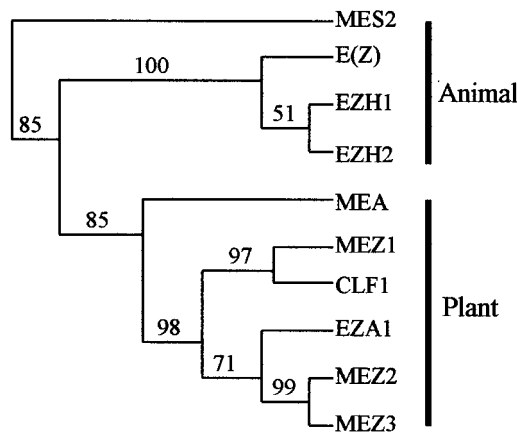 MES2
E(Z)
100
EZH1
Animal
51
85
EZH2
MEA
85
MEZ1
97
CLF1
Plant
EZA1
98
71
MEZ2
99
MEZ3